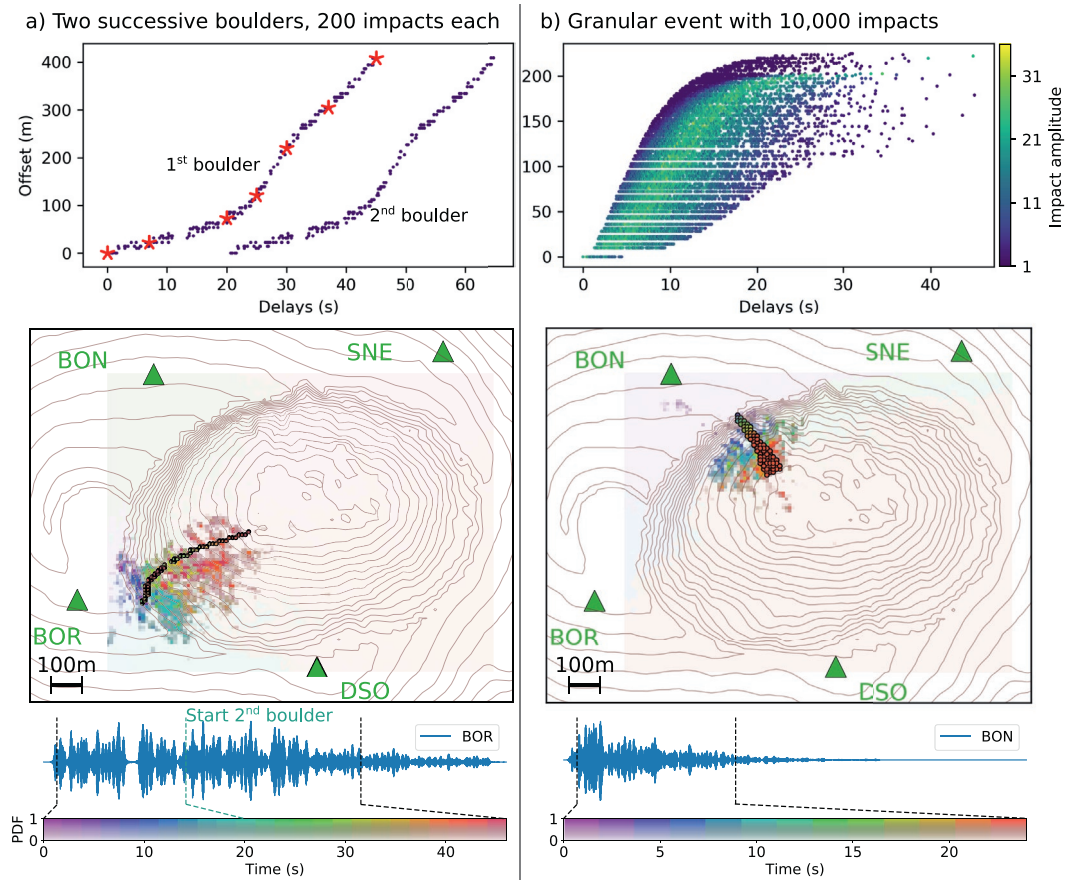 a) Two successive boulders, 200 impacts each
400
300
200
100
0
Offset (m)
1st boulder
2nd boulder
0 10 20 30 40 50 60
Delays (s)
BON
SNE
BOR
DSO
100m
Start 2nd boulder
BOR
PDF
1
0
0 10 20 30 40
Time (s)
b) Granular event with 10,000 impacts
200
150
100
50
0
0 10 20 30 40
Delays (s)
31
21
11
1
Impact amplitude
BON
SNE
BOR
DSO
100m
BON
1
0
0 5 10 15 20
Time (s)